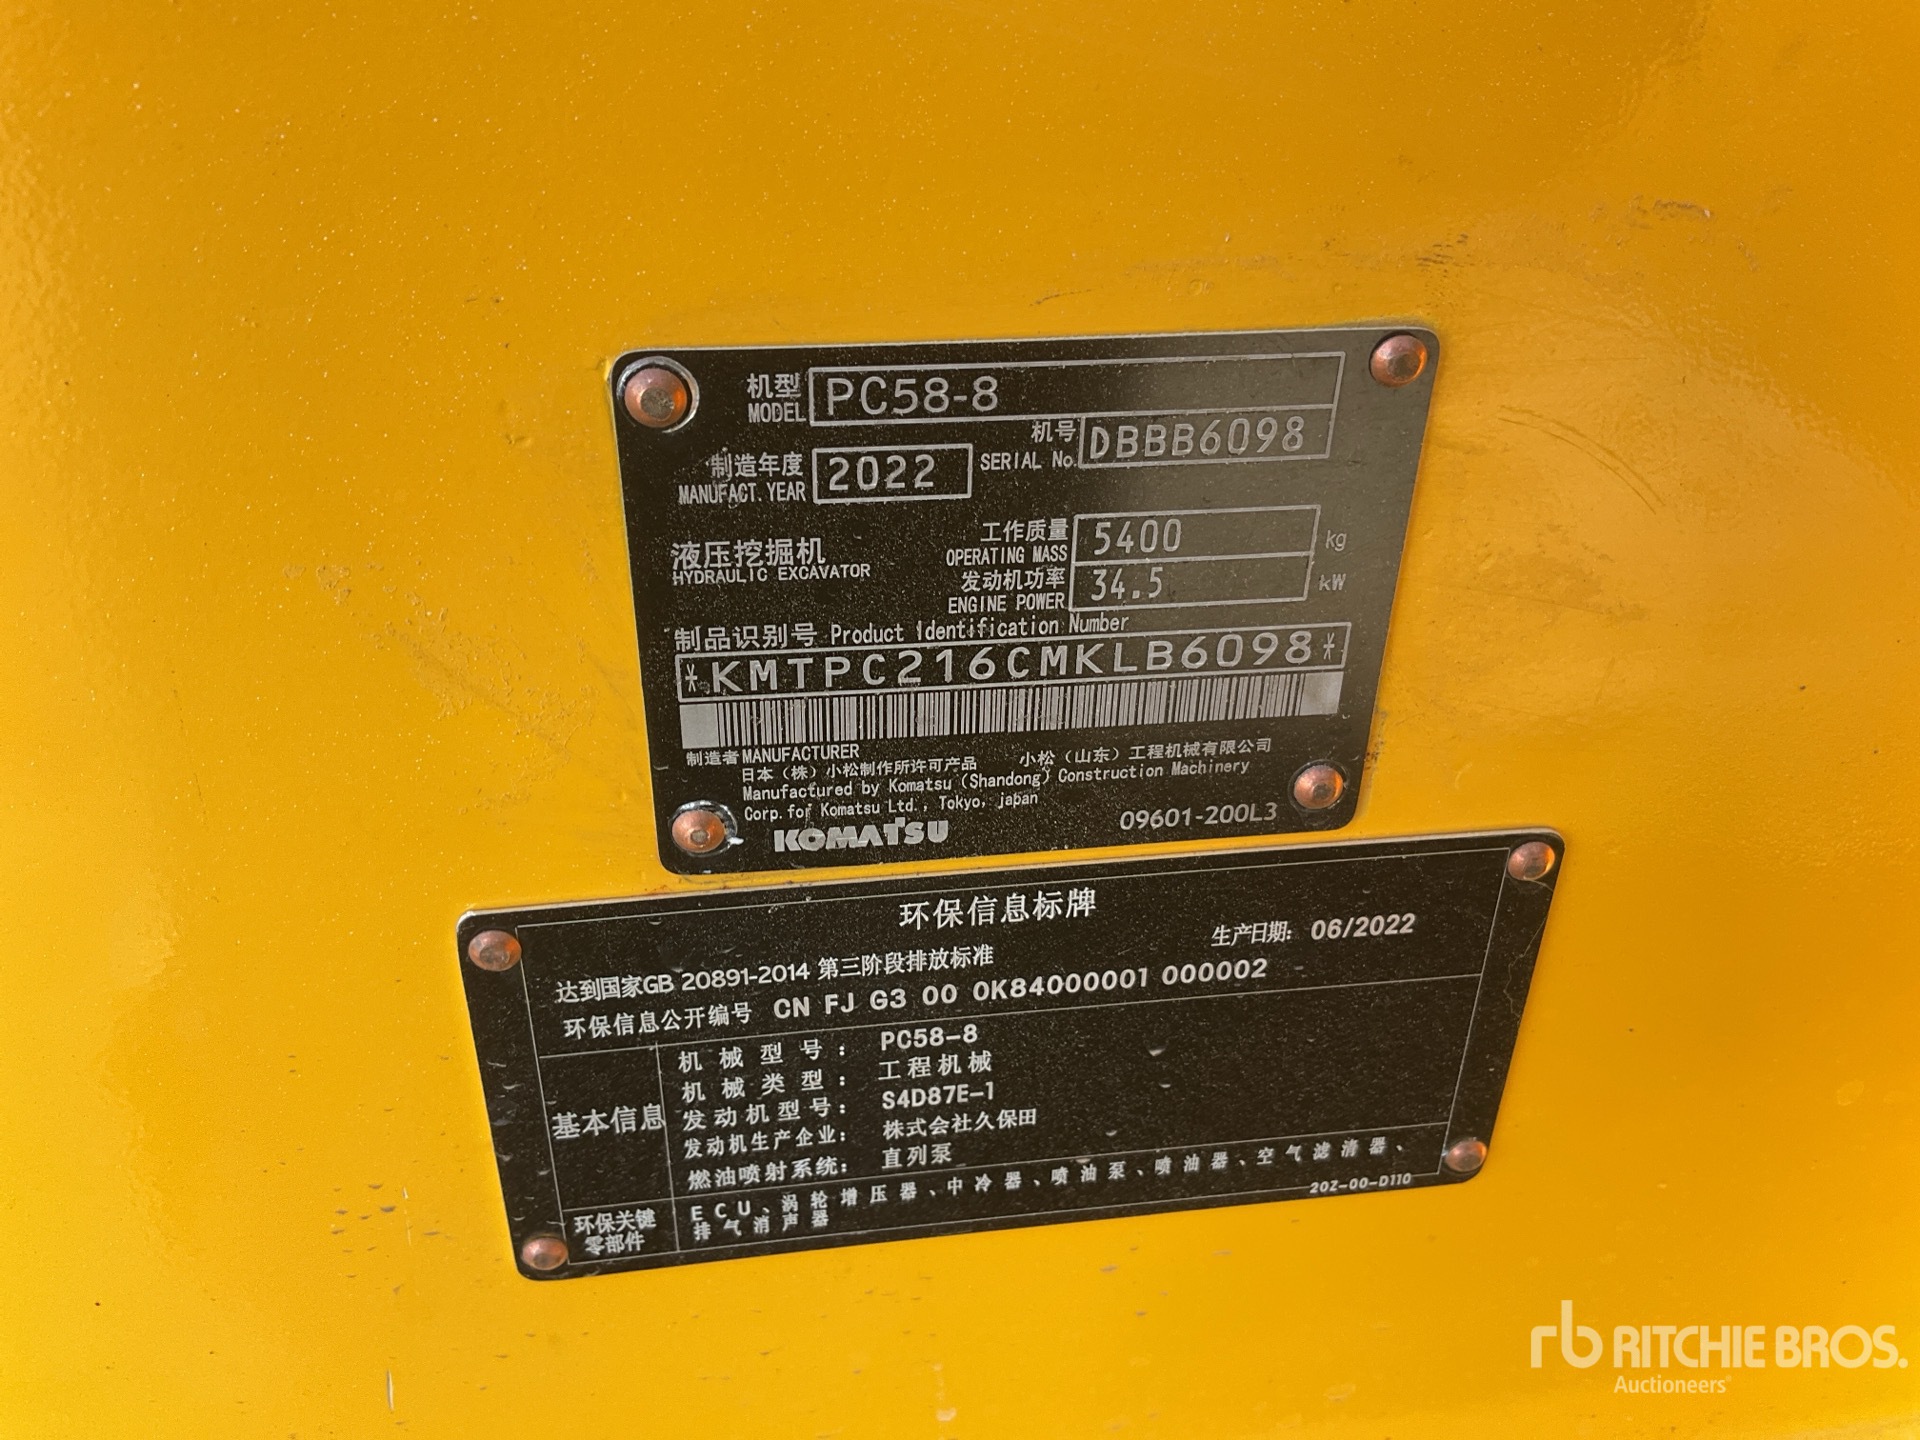 机型 MODEL PC58-8
机号 SERIAL No. DBBB6098
制造年度 MANUFACT. YEAR 2022
液压挖掘机
HYDRAULIC EXCAVATOR
工作质量 OPERATING MASS 5400 kg
发动机功率 ENGINE POWER 34.5 kW
制品识别号 Product Identification Number
*KMTPC216CMKLB6098*
制造者 MANUFACTURER
日本（株）小松制作所许可产品 小松（山东）工程机械有限公司
Manufactured by Komatsu (Shandong) Construction Machinery
Corp. for Komatsu Ltd., Tokyo, japan
KOMATSU 09601-200L3
环保信息标牌
生产日期: 06/2022
达到国家GB 20891-2014 第三阶段排放标准
环保信息公开编号 CN FJ G3 00 0K84000001 000002
基本信息
机械型号: PC58-8
机械类型: 工程机械
发动机型号: S4D87E-1
发动机生产企业: 株式会社久保田
燃油喷射系统: 直列泵
环保关键
零部件
ECU、涡轮增压器、中冷器、喷油泵、喷油器、空气滤清器、
排气消声器
20Z-00-D110
rb RITCHIE BROS.
Auctioneers